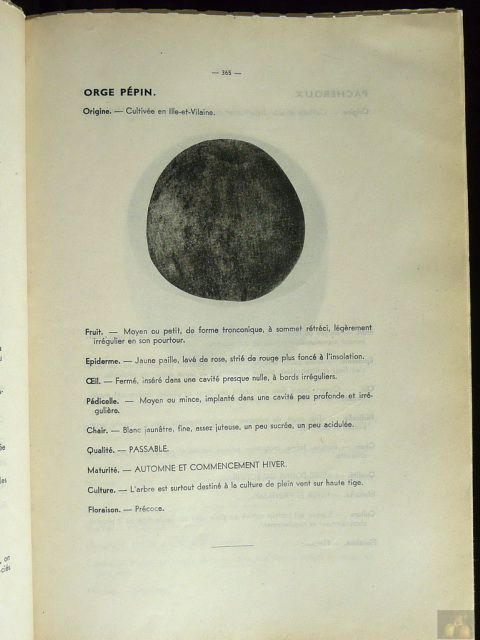 — 365 —
ORGE PÉPIN.
Origine. — Cultivée en Ille-et-Vilaine.
Fruit. — Moyen ou petit, de forme tronconique, à sommet rétréci, légèrement
irrégulier en son pourtour.
Epiderme. — Jaune paille, lavé de rose, strié de rouge plus foncé à l'insolation.
Œil. — Fermé, inséré dans une cavité presque nulle, à bords irréguliers.
Pédicelle. — Moyen ou mince, implanté dans une cavité peu profonde et irré-
gulière.
Chair. — Blanc jaunâtre, fine, assez juteuse, un peu sucrée, un peu acidulée.
Qualité. — PASSABLE.
Maturité. — AUTOMNE ET COMMENCEMENT HIVER.
Culture. — L'arbre est surtout destiné à la culture de plein vent sur haute tige.
Floraison. — Précoce.